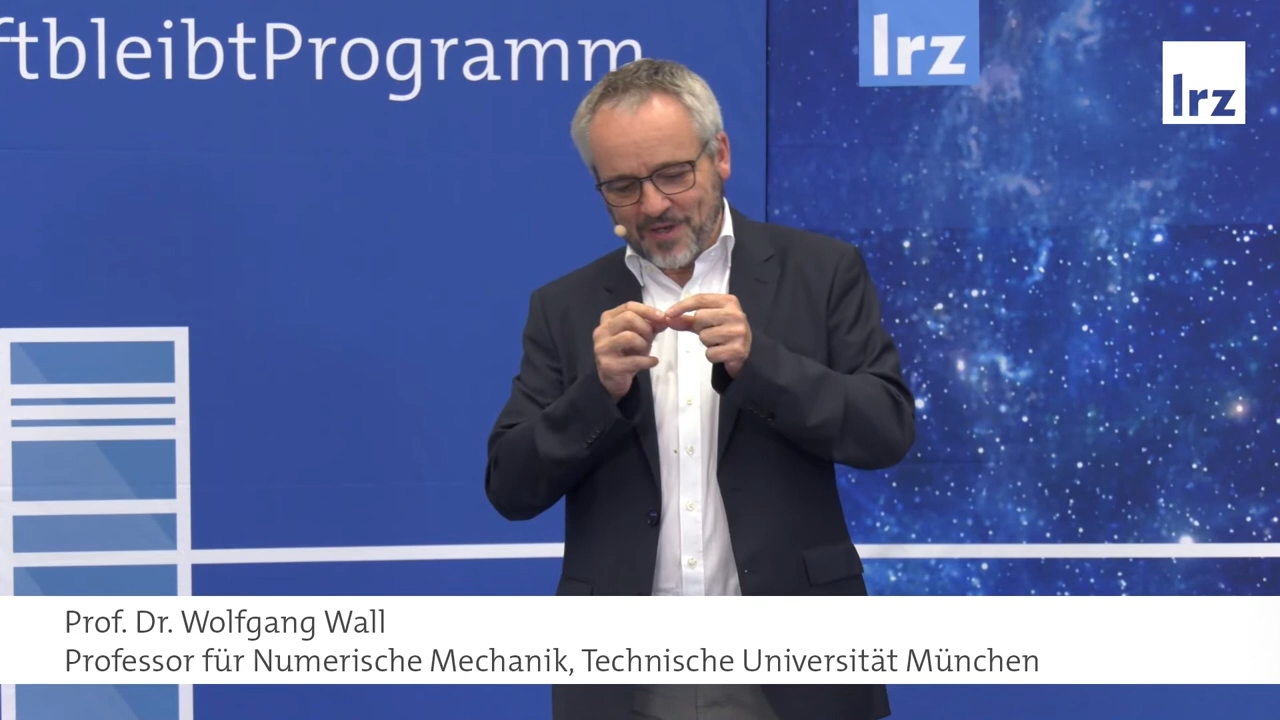 ftbleibtProgramm
lrz
lrz
Prof. Dr. Wolfgang Wall
Professor für Numerische Mechanik, Technische Universität München